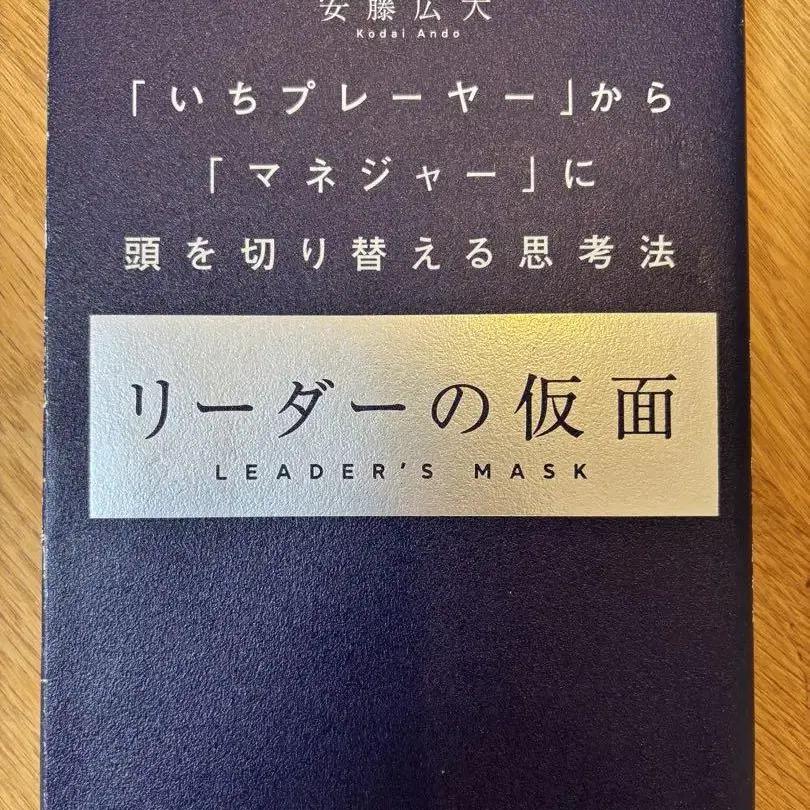 安藤広大
Kodai Ando
「いちプレーヤー」から
「マネジャー」に
頭を切り替える思考法
リーダーの仮面
LEADER'S MASK